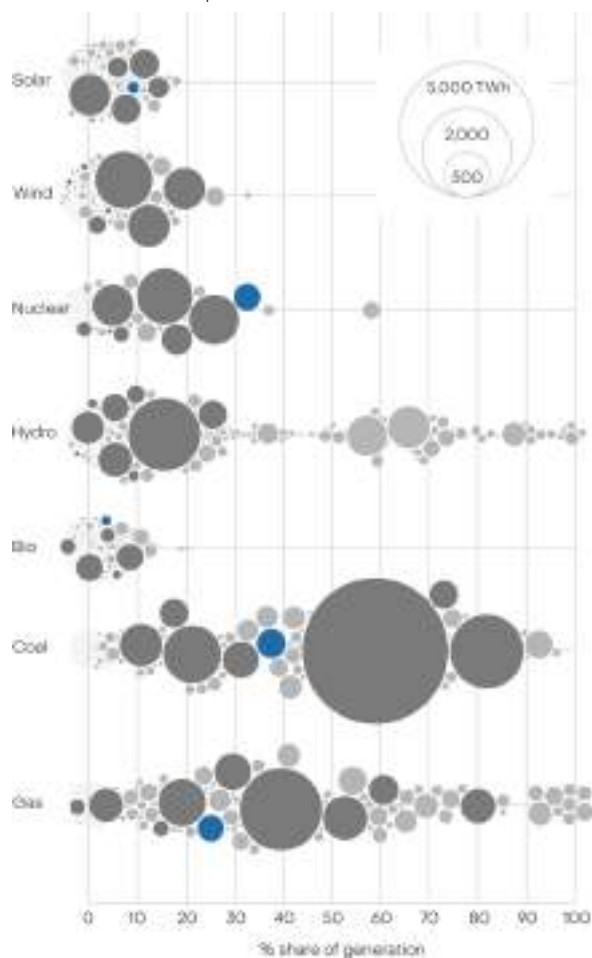 Solar
5,000 TWh
2,000
500
Wind
Nuclear
Hydro
Bio
Coal
Gas
0 10 20 30 40 50 60 70 80 90 100
% share of generation